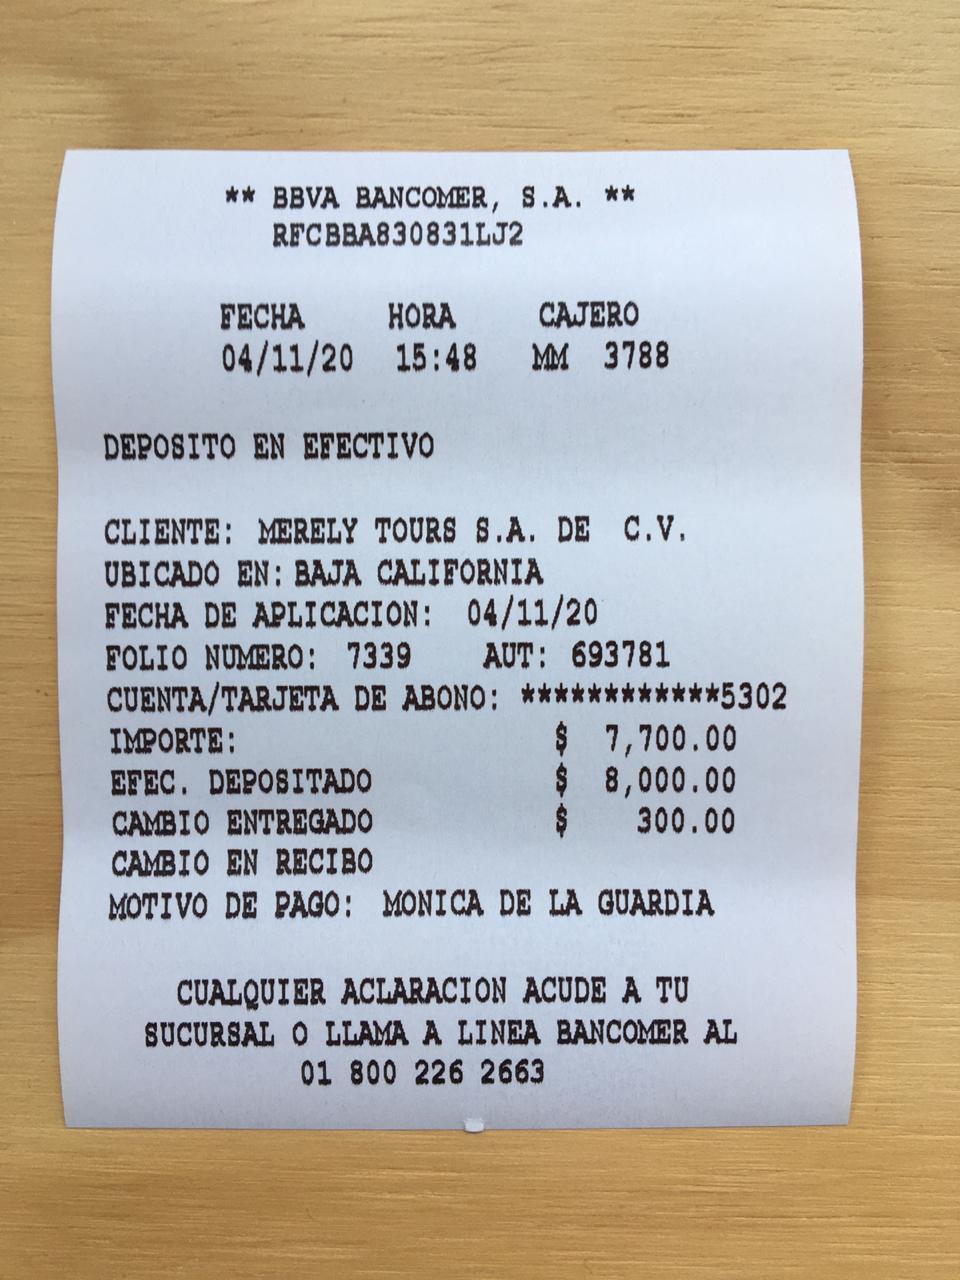 ** BBVA BANCOMER, S.A. **
RFCBBA830831LJ2
FECHA HORA CAJERO
04/11/20 15:48 MM 3788
DEPOSITO EN EFECTIVO
CLIENTE: MERELY TOURS S.A. DE C.V.
UBICADO EN: BAJA CALIFORNIA
FECHA DE APLICACION: 04/11/20
FOLIO NUMERO: 7339 AUT: 693781
CUENTA/TARJETA DE ABONO: ************5302
IMPORTE: $ 7,700.00
EFEC. DEPOSITADO $ 8,000.00
CAMBIO ENTREGADO $ 300.00
CAMBIO EN RECIBO
MOTIVO DE PAGO: MONICA DE LA GUARDIA
CUALQUIER ACLARACION ACUDE A TU
SUCURSAL O LLAMA A LINEA BANCOMER AL
01 800 226 2663